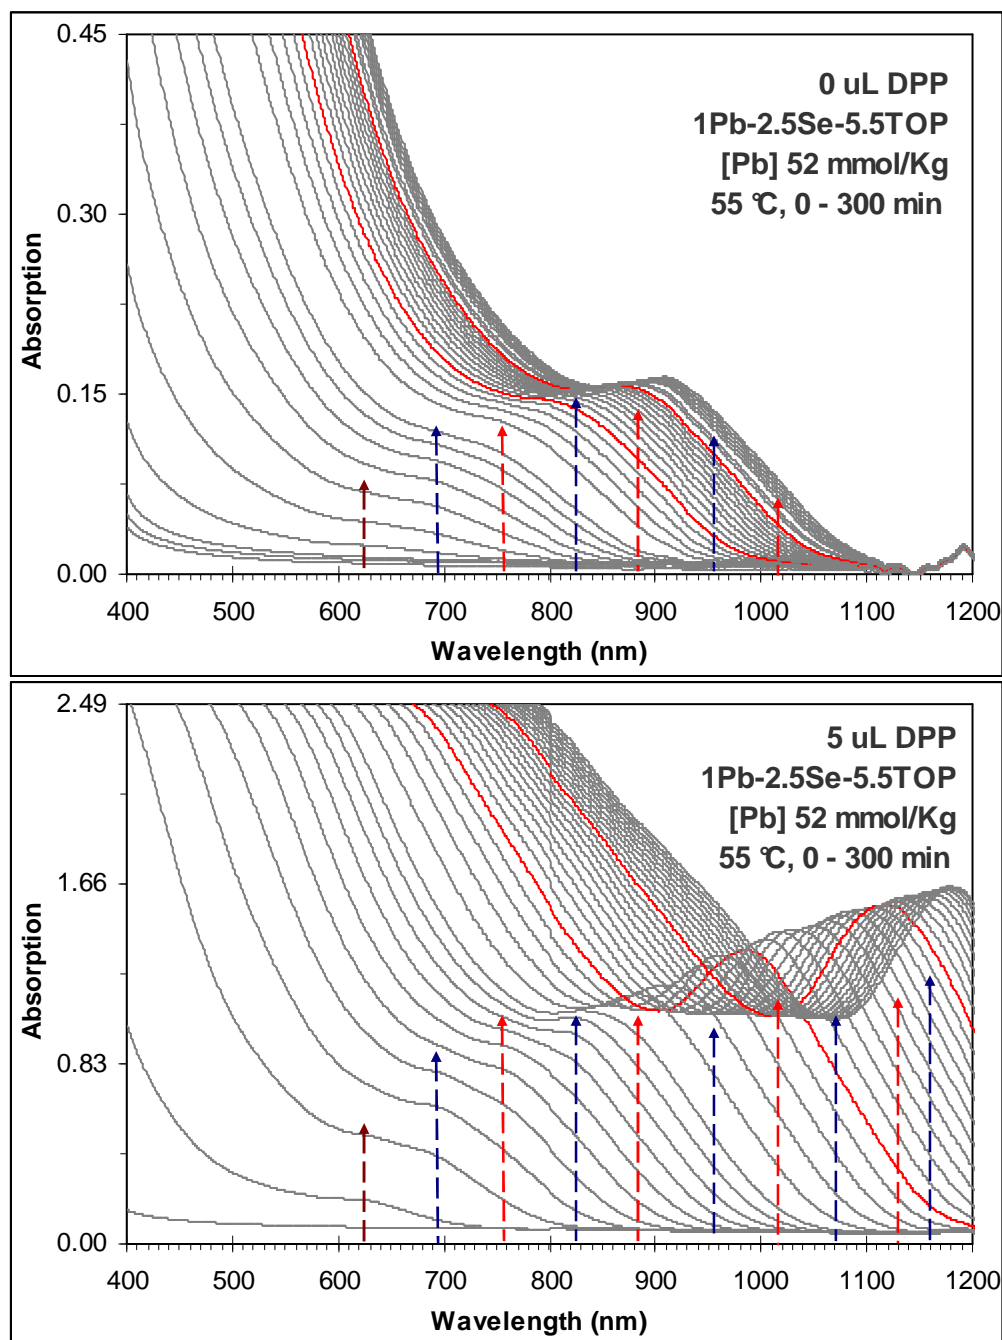 0.45
0 uL DPP
1Pb-2.5Se-5.5TOP
[Pb] 52 mmol/Kg
55 °C, 0 - 300 min
0.30
Absorption
0.15
0.00
400 500 600 700 800 900 1000 1100 1200
Wavelength (nm)
2.49
5 uL DPP
1Pb-2.5Se-5.5TOP
[Pb] 52 mmol/Kg
55 °C, 0 - 300 min
1.66
Absorption
0.83
0.00
400 500 600 700 800 900 1000 1100 1200
Wavelength (nm)